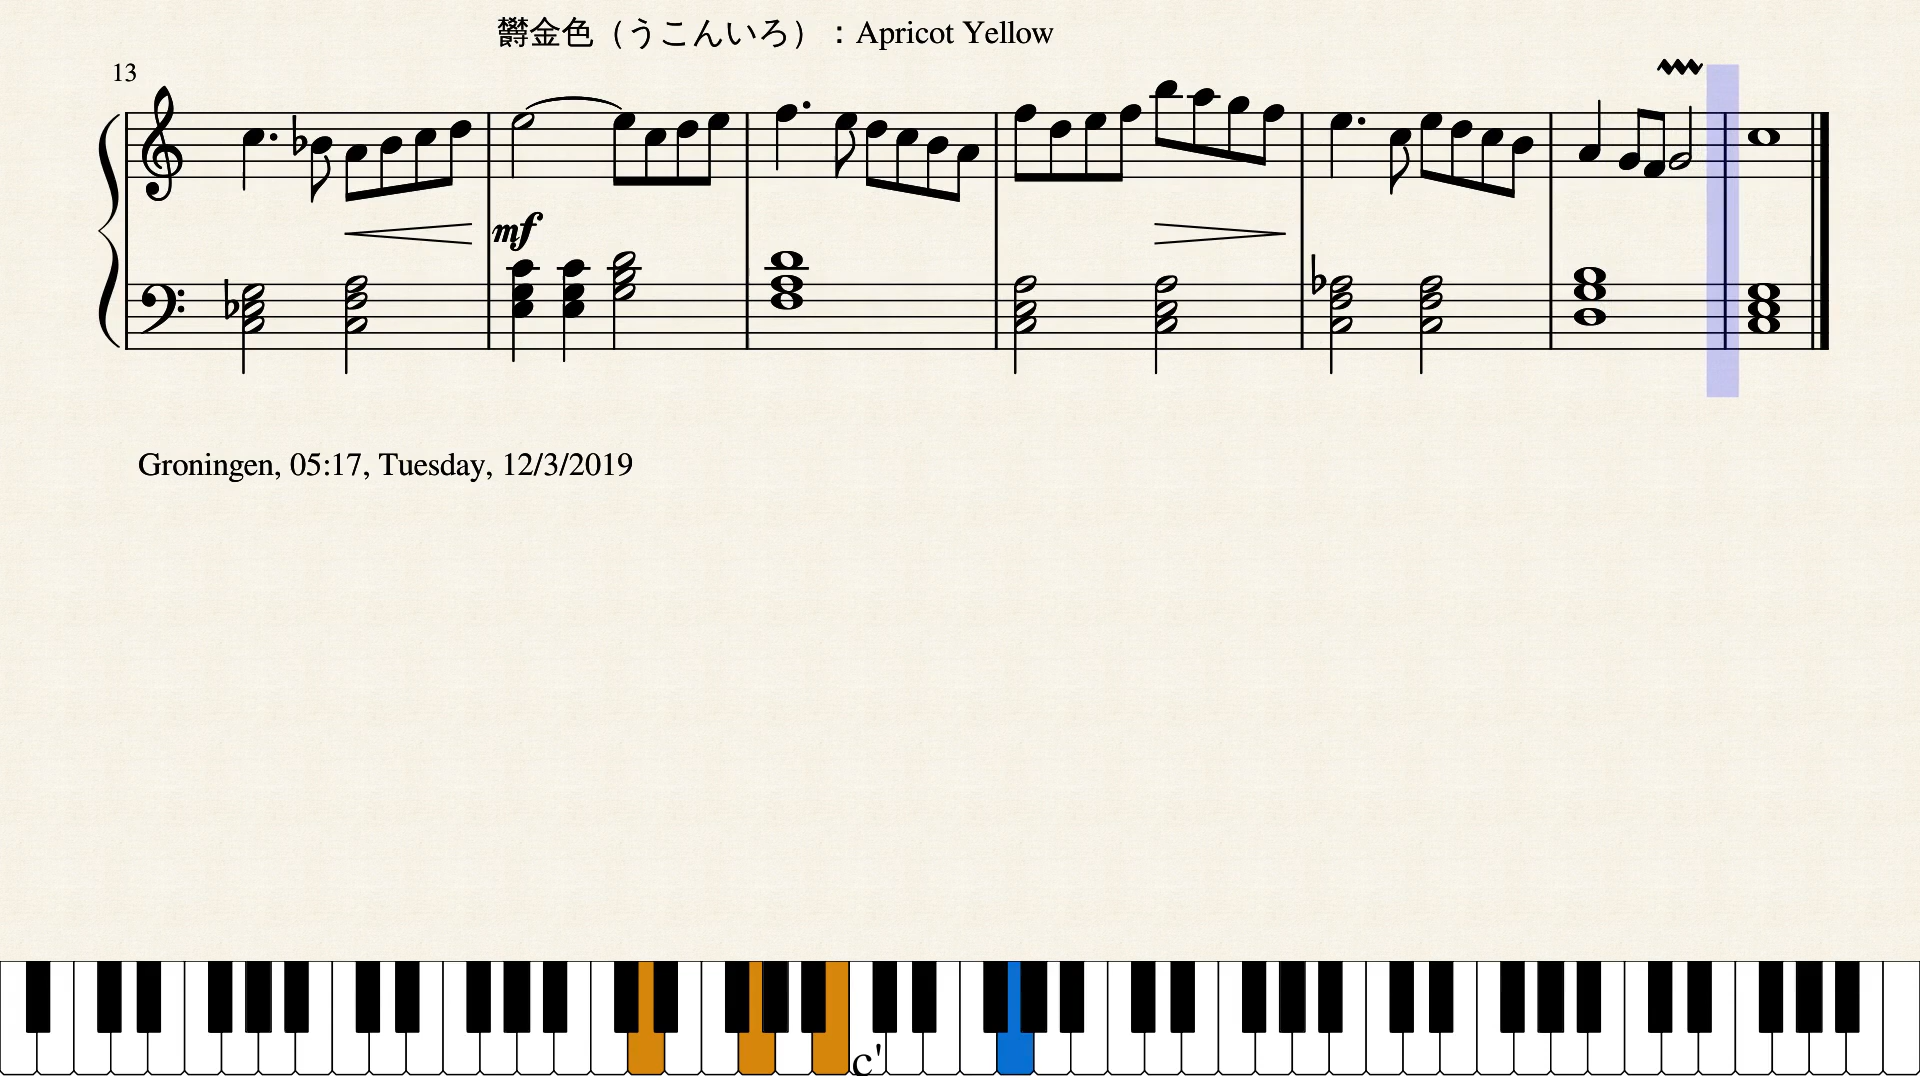 鬱金色（うこんいろ）：Apricot Yellow
13
mf
Groningen, 05:17, Tuesday, 12/3/2019
c'